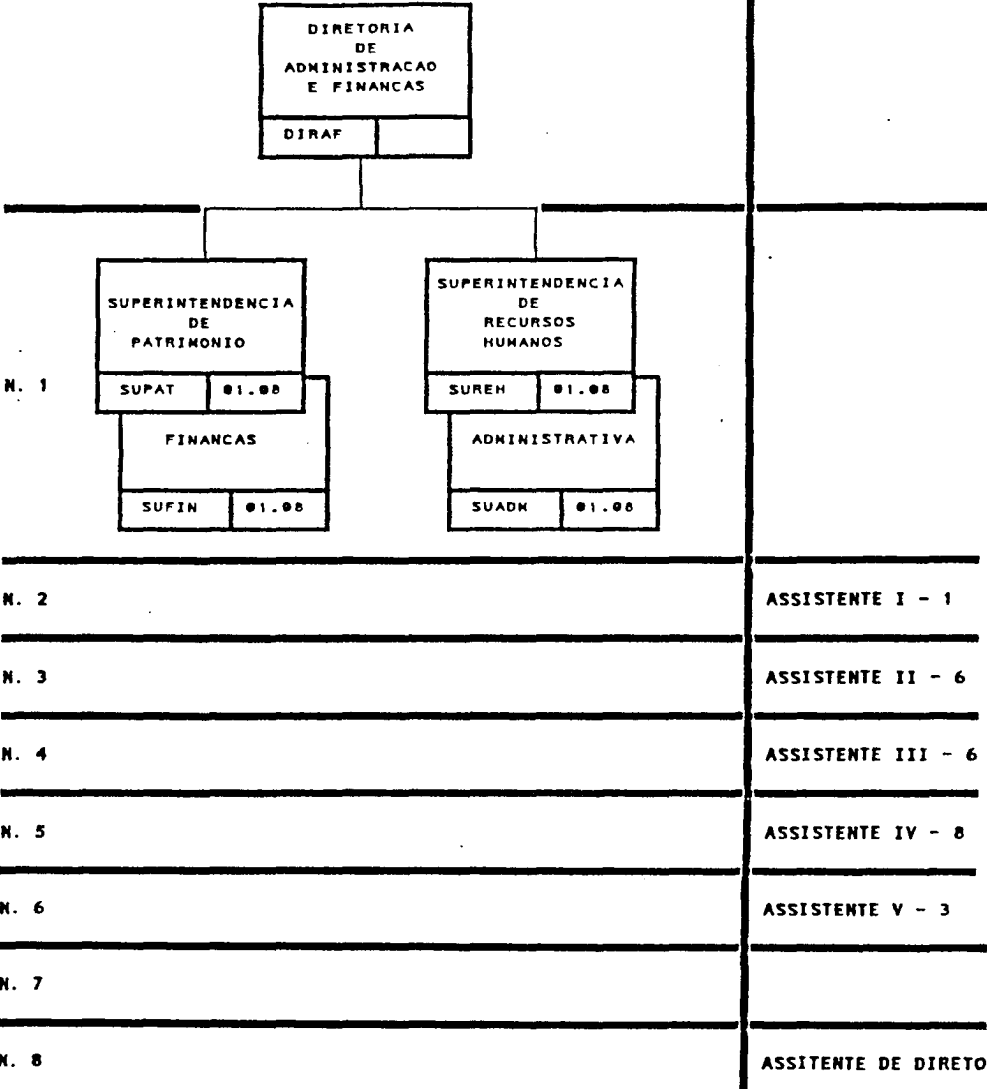 DIRETORIA
DE
ADMINISTRACAO
E FINANCAS
DIRAF
SUPERINTENDENCIA
DE
PATRIMONIO
SUPERINTENDENCIA
DE
RECURSOS
HUMANOS
N. 1
SUPAT 01.08
SUREH 01.08
FINANCAS
ADMINISTRATIVA
SUFIN 01.08
SUADM 01.08
N. 2 ASSISTENTE I - 1
N. 3 ASSISTENTE II - 6
N. 4 ASSISTENTE III - 6
N. 5 ASSISTENTE IV - 8
N. 6 ASSISTENTE V - 3
N. 7
N. 8 ASSITENTE DE DIRETO